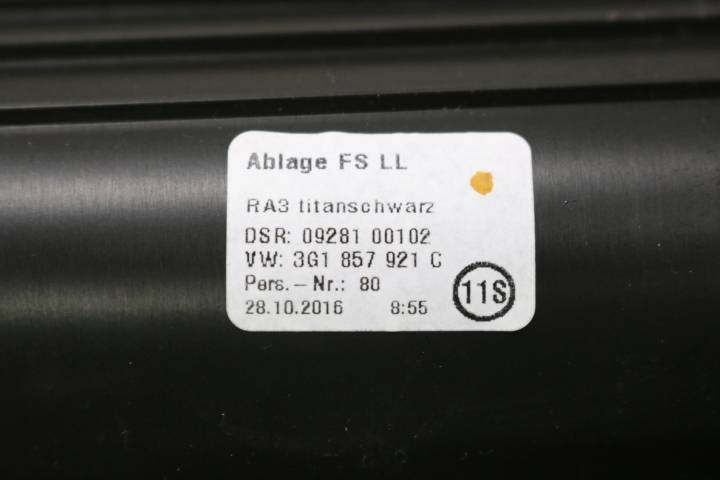 Ablage FS LL
RA3 titanschwarz
DSR: 09281 00102
VW: 3G1 857 921 C
Pers.-Nr.: 80
28.10.2016 8:55
11S